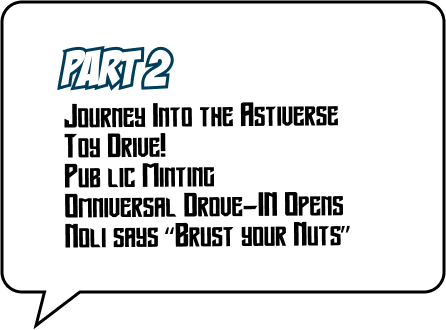 PART 2
Journey Into the Astiverse
Toy Drive!
Pub lic Minting
Omniversal Drove-IN Opens
Noli says “Brust your Nuts”